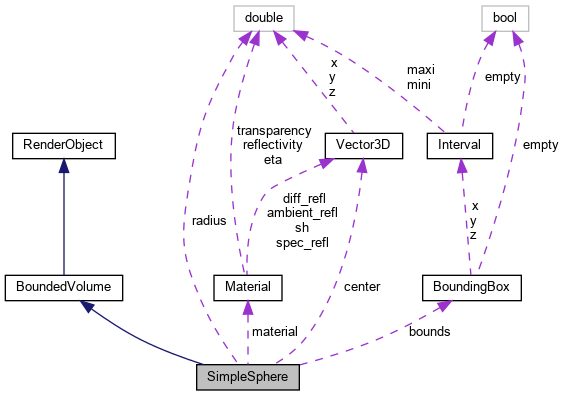 double
bool
x
y
z
maxi
mini
empty
transparency
reflectivity
eta
RenderObject
Vector3D
Interval
empty
diff_refl
ambient_refl
sh
spec_refl
radius
x
y
z
BoundedVolume
Material
center
BoundingBox
material
bounds
SimpleSphere